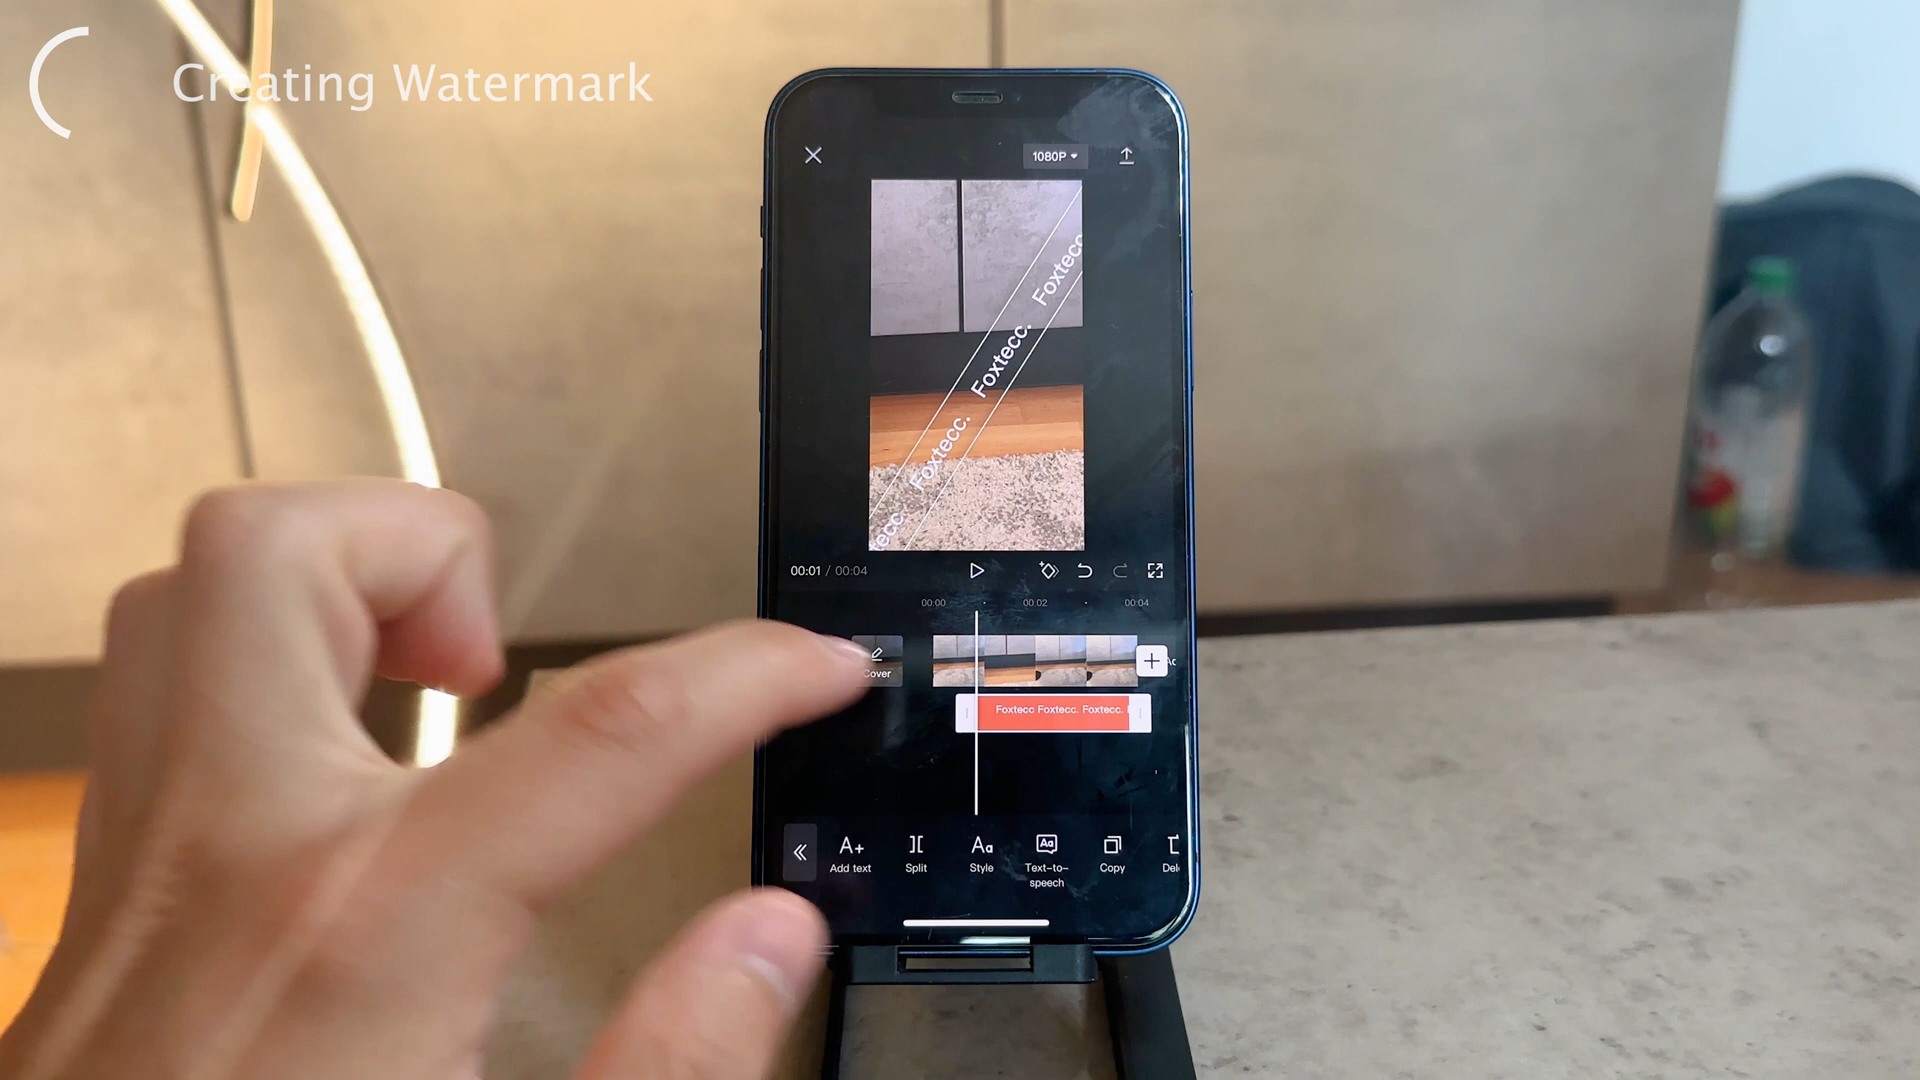 Creating Watermark
1080P
Foxtecc
Foxtecc.
Foxtecc.
tecc.
00:01 / 00:04
00:00
00:02
00:04
Cover
Foxtecc Foxtecc. Foxtecc.
Add text
Split
Style
Text-to-
speech
Copy